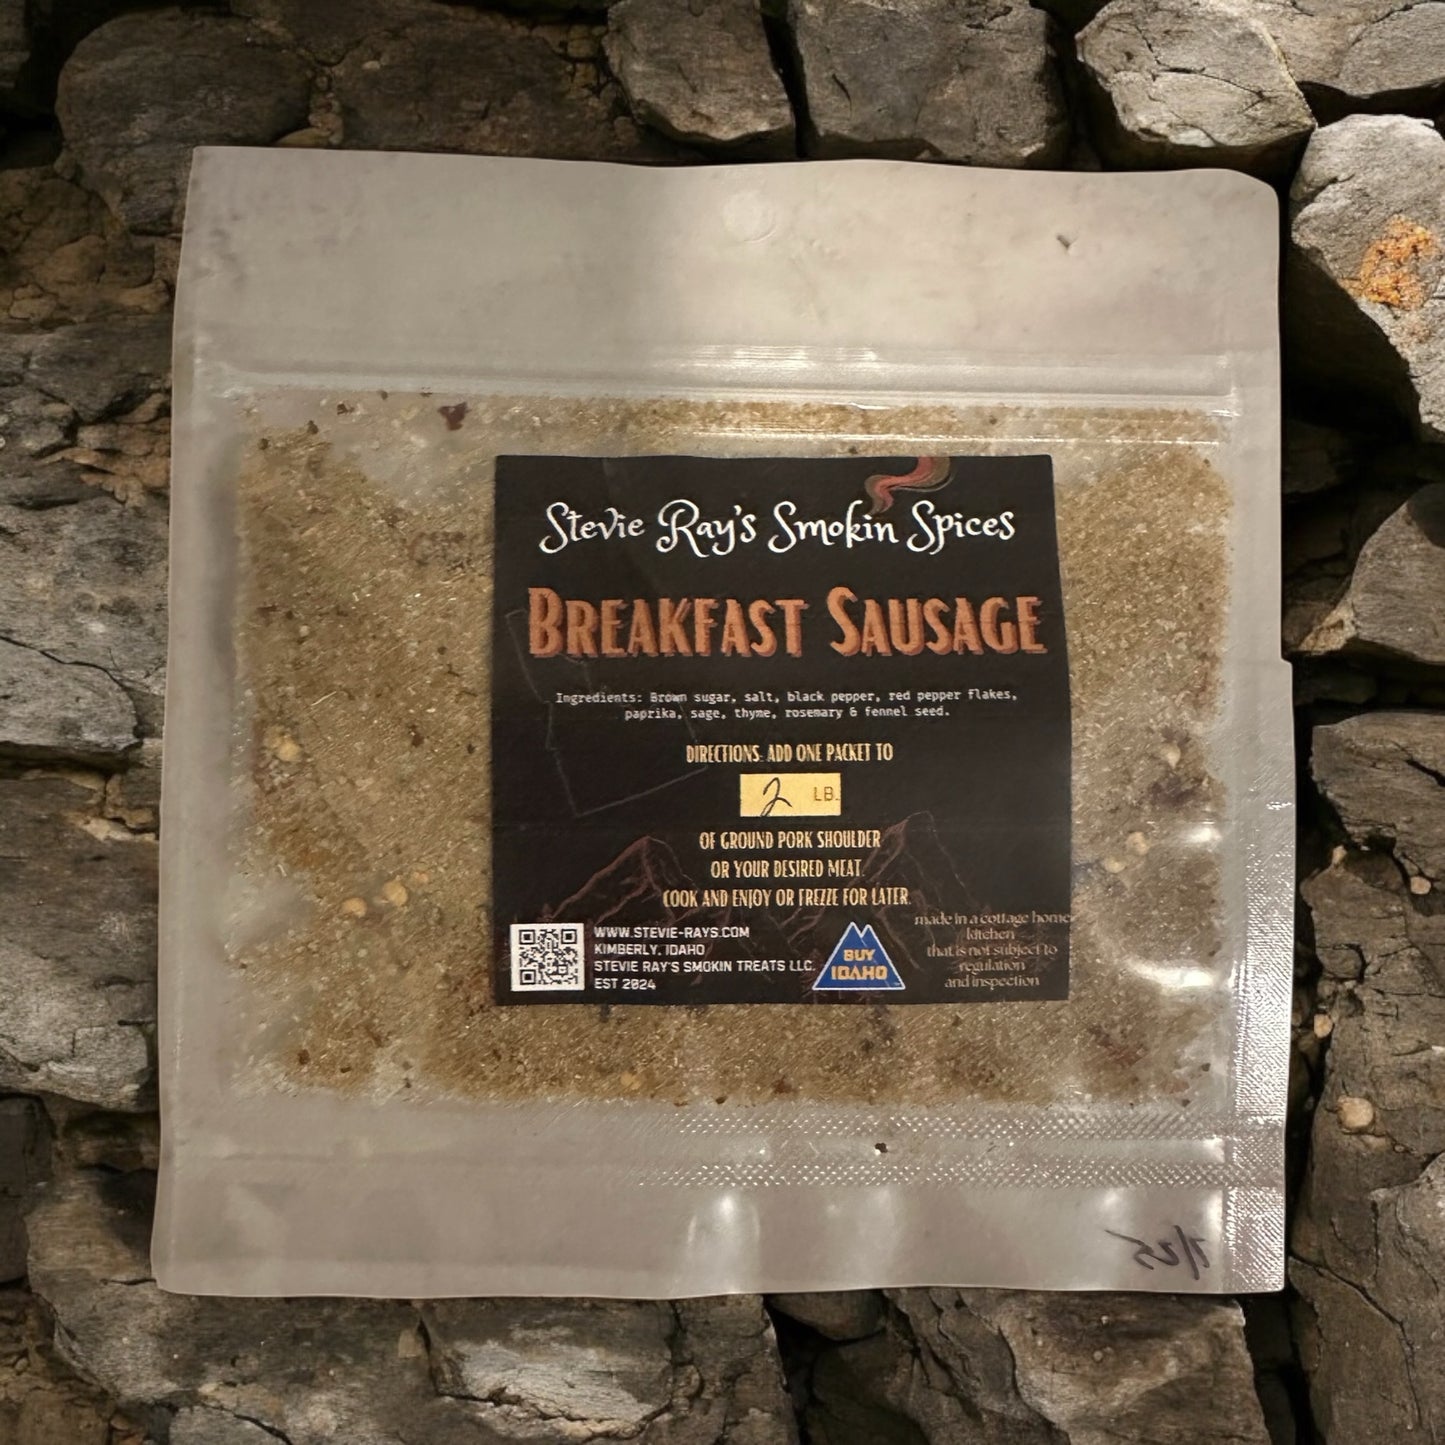 Stevie Ray's Smokin Spices
BREAKFAST SAUSAGE
Ingredients: Brown sugar, salt, black pepper, red pepper flakes,
paprika, sage, thyme, rosemary & fennel seed.
DIRECTIONS: ADD ONE PACKET TO
2 LB.
OF GROUND PORK SHOULDER
OR YOUR DESIRED MEAT.
COOK AND ENJOY OR FREZZE FOR LATER.
WWW.STEVIE-RAYS.COM
KIMBERLY, IDAHO
STEVIE RAY'S SMOKIN TREATS LLC.
EST 2024
BUY
IDAHO
made in a cottage home
kitchen
that is not subject to
regulation
and inspection